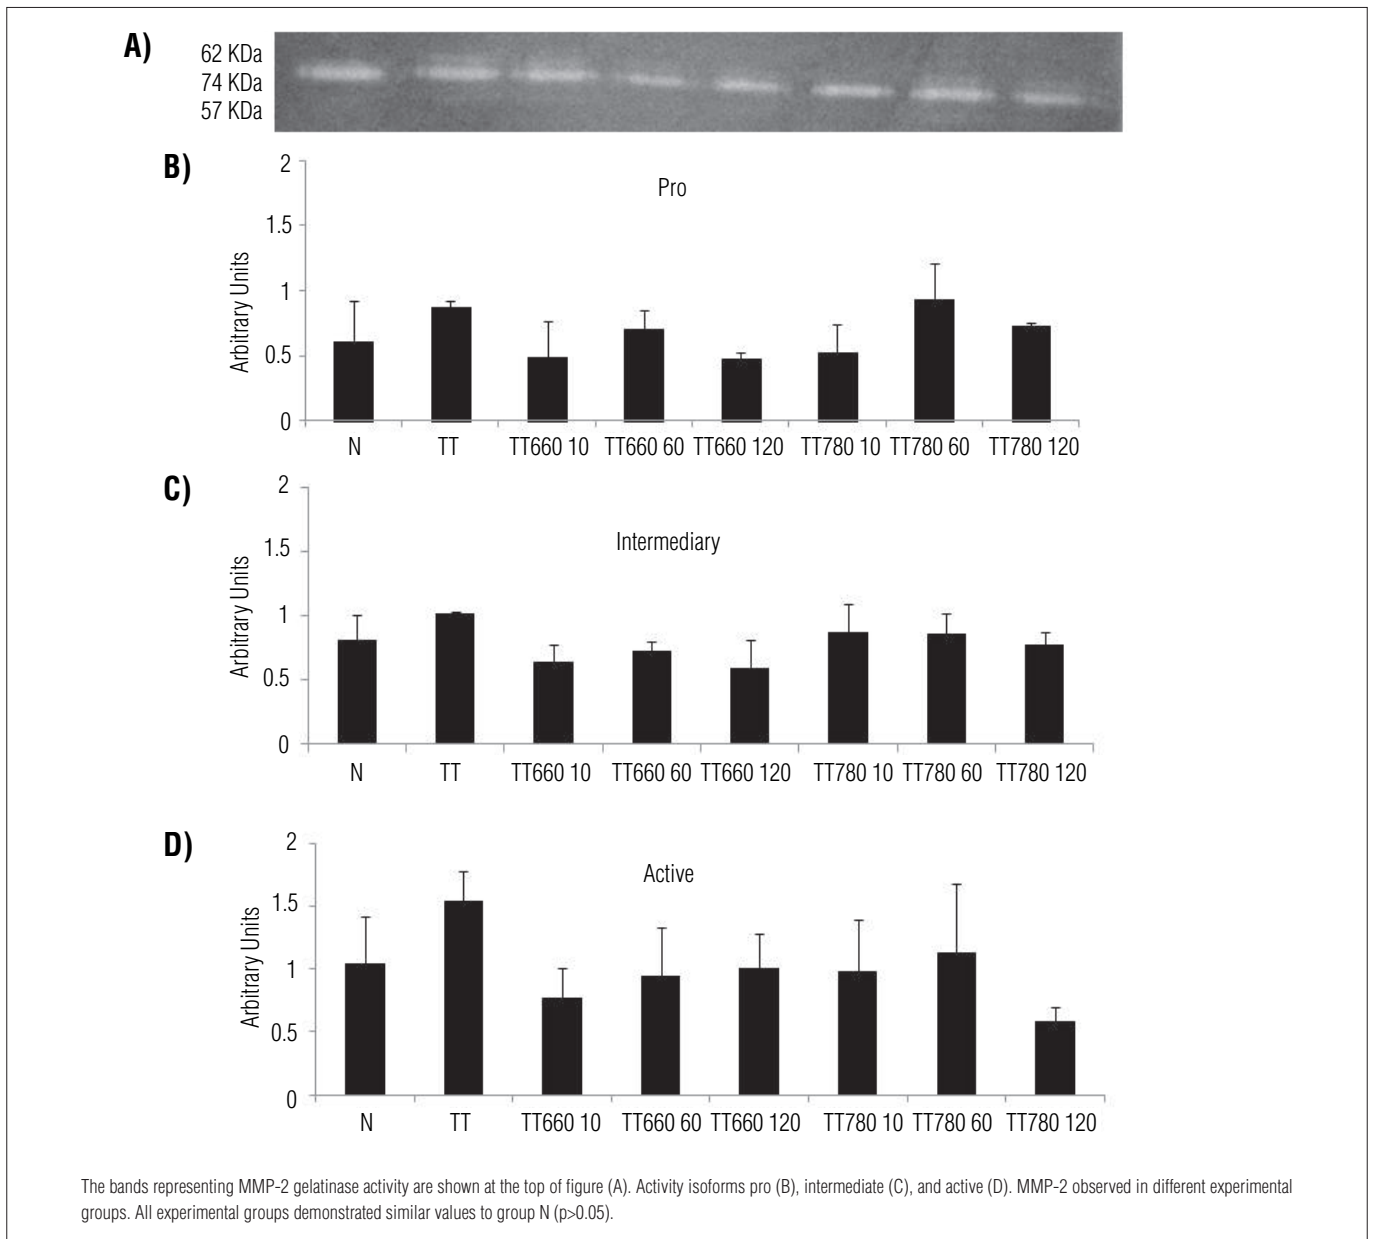 A)
62 KDa
74 KDa
57 KDa
B)
Pro
Arbitrary Units
2
1.5
1
0.5
0
N TT TT660 10 TT660 60 TT660 120 TT780 10 TT780 60 TT780 120
C)
Intermediary
Arbitrary Units
2
1.5
1
0.5
0
N TT TT660 10 TT660 60 TT660 120 TT780 10 TT780 60 TT780 120
D)
Active
Arbitrary Units
2
1.5
1
0.5
0
N TT TT660 10 TT660 60 TT660 120 TT780 10 TT780 60 TT780 120
The bands representing MMP-2 gelatinase activity are shown at the top of figure (A). Activity isoforms pro (B), intermediate (C), and active (D). MMP-2 observed in different experimental
groups. All experimental groups demonstrated similar values to group N (p>0.05).